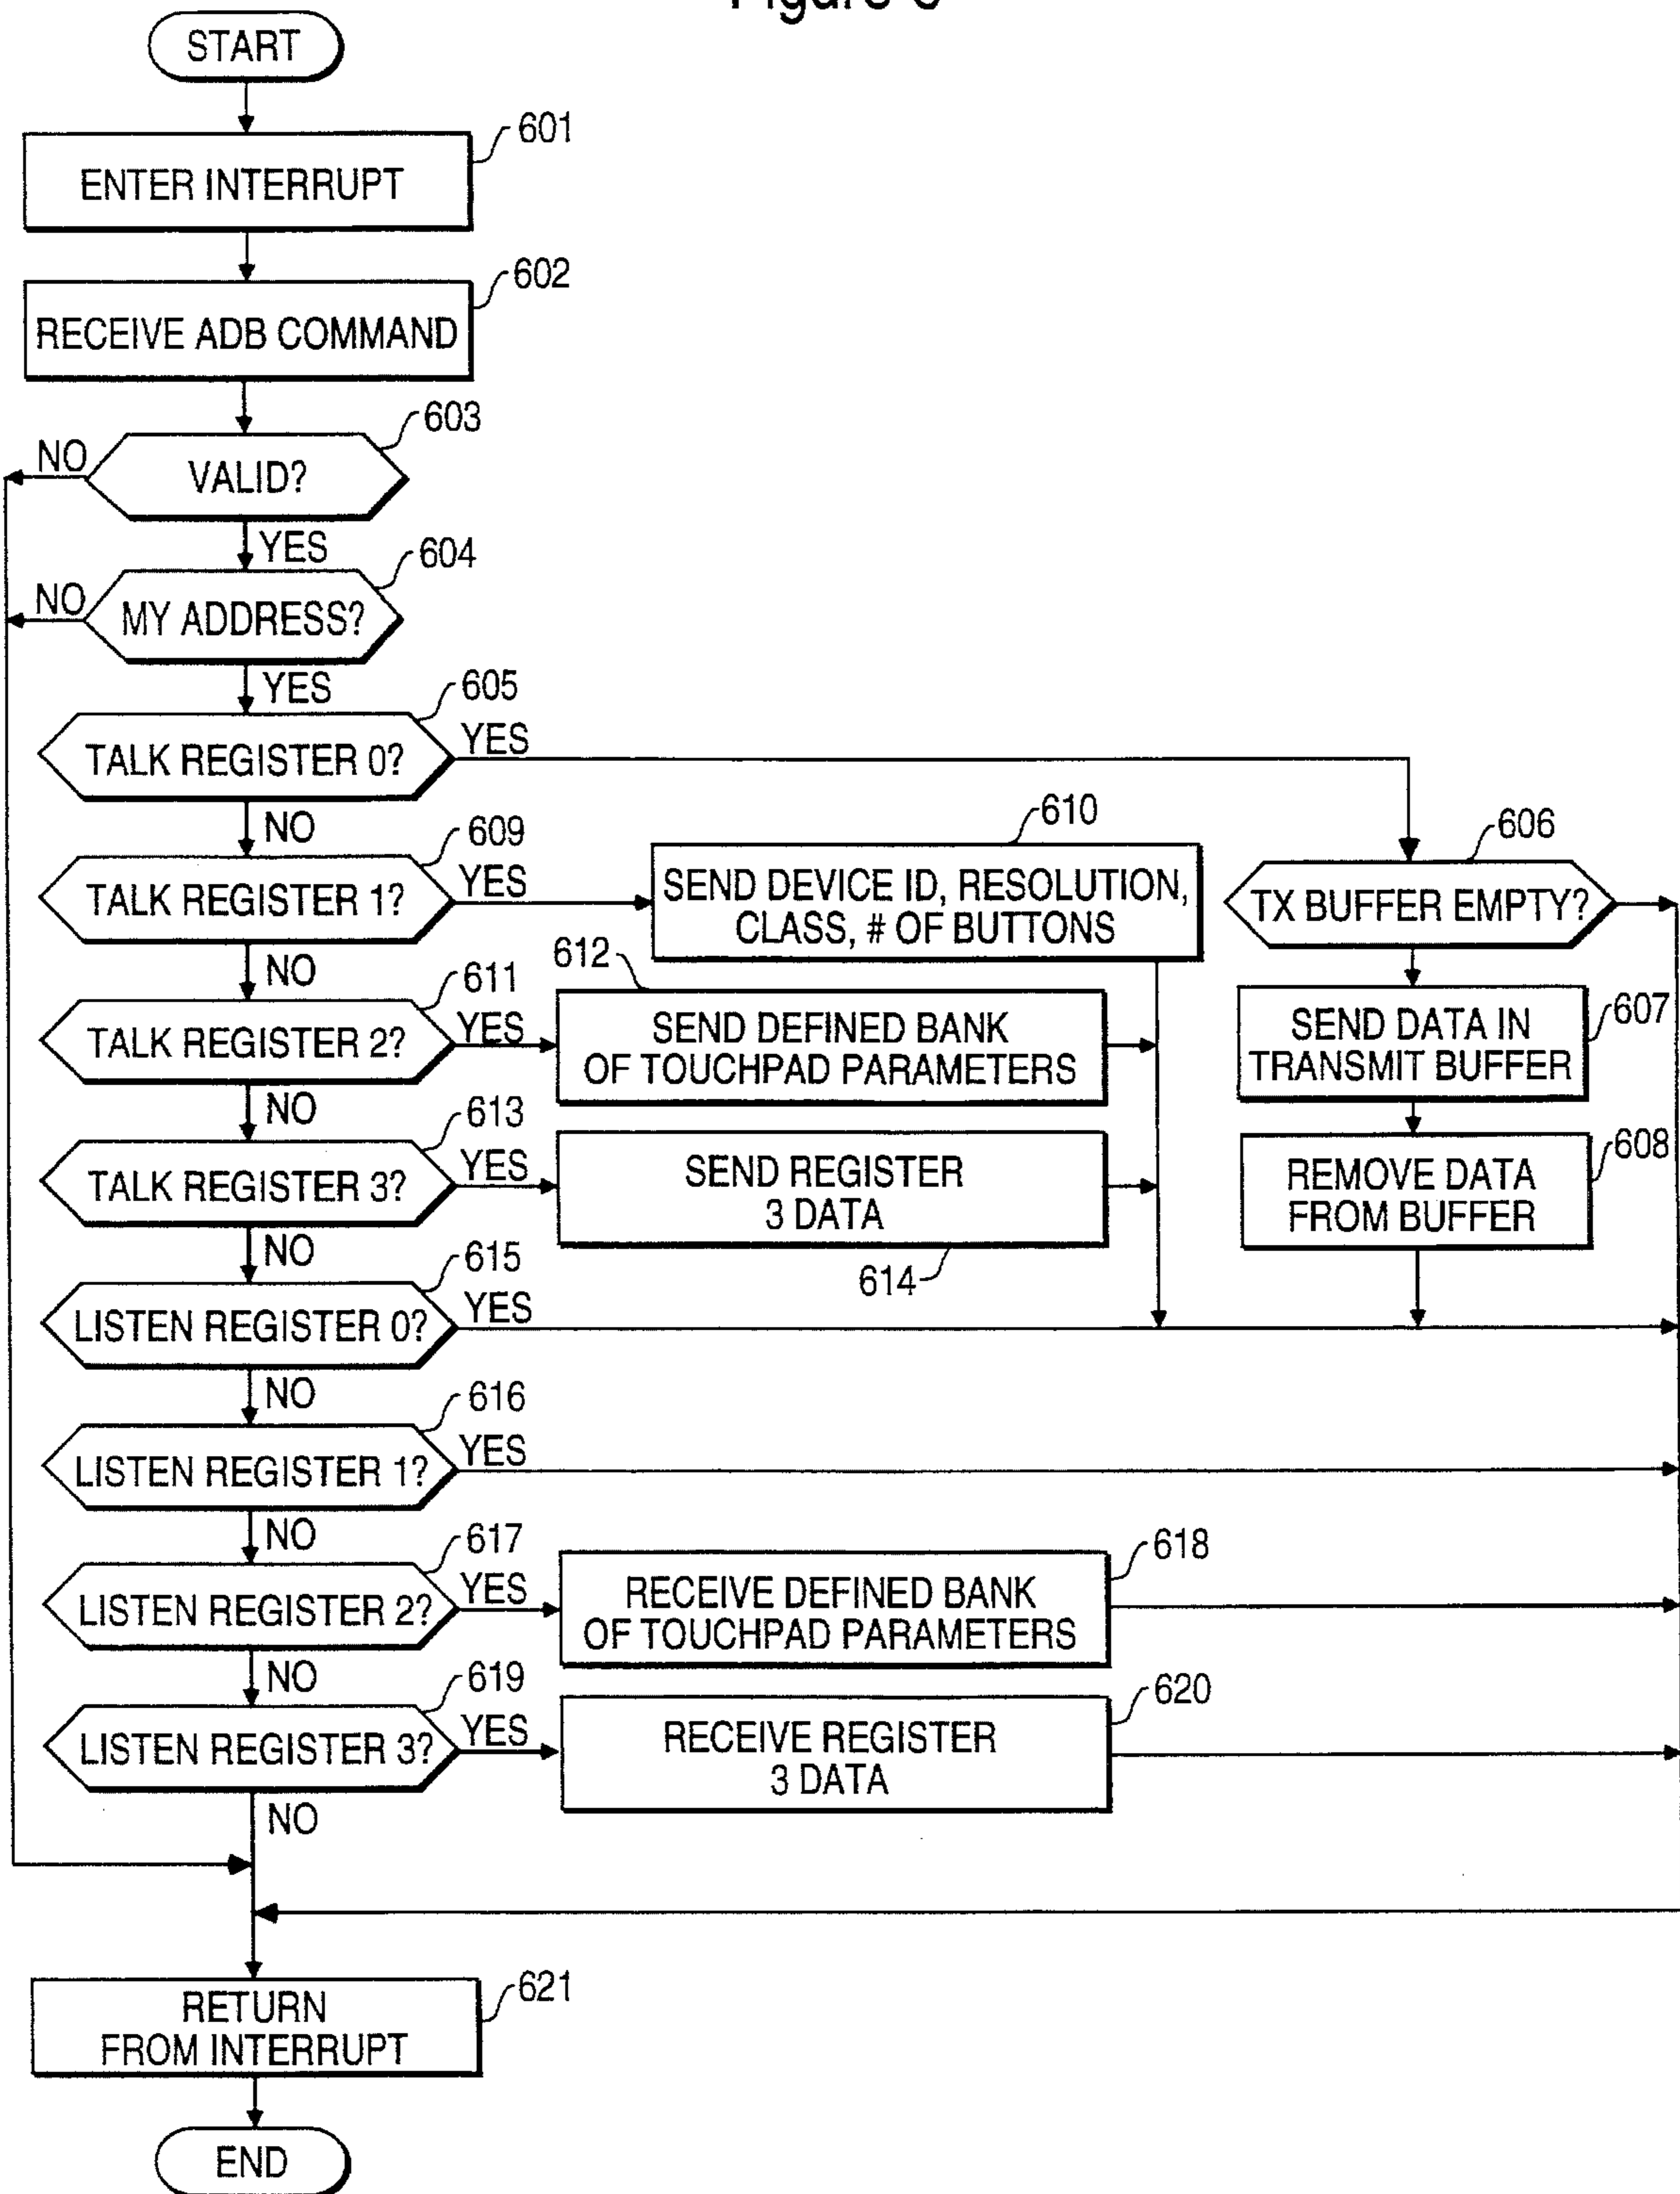 START
601
ENTER INTERRUPT
602
RECEIVE ADB COMMAND
603
NO
VALID?
YES
604
NO
MY ADDRESS?
YES
605
TALK REGISTER 0?
YES
NO
609
TALK REGISTER 1?
YES
610
SEND DEVICE ID, RESOLUTION,
CLASS, # OF BUTTONS
606
TX BUFFER EMPTY?
NO
611
TALK REGISTER 2?
YES
612
SEND DEFINED BANK
OF TOUCHPAD PARAMETERS
SEND DATA IN
TRANSMIT BUFFER
607
NO
613
TALK REGISTER 3?
YES
SEND REGISTER
3 DATA
614
REMOVE DATA
FROM BUFFER
608
NO
615
LISTEN REGISTER 0?
YES
NO
616
LISTEN REGISTER 1?
YES
NO
617
LISTEN REGISTER 2?
YES
618
RECEIVE DEFINED BANK
OF TOUCHPAD PARAMETERS
NO
619
LISTEN REGISTER 3?
YES
620
RECEIVE REGISTER
3 DATA
NO
621
RETURN
FROM INTERRUPT
END